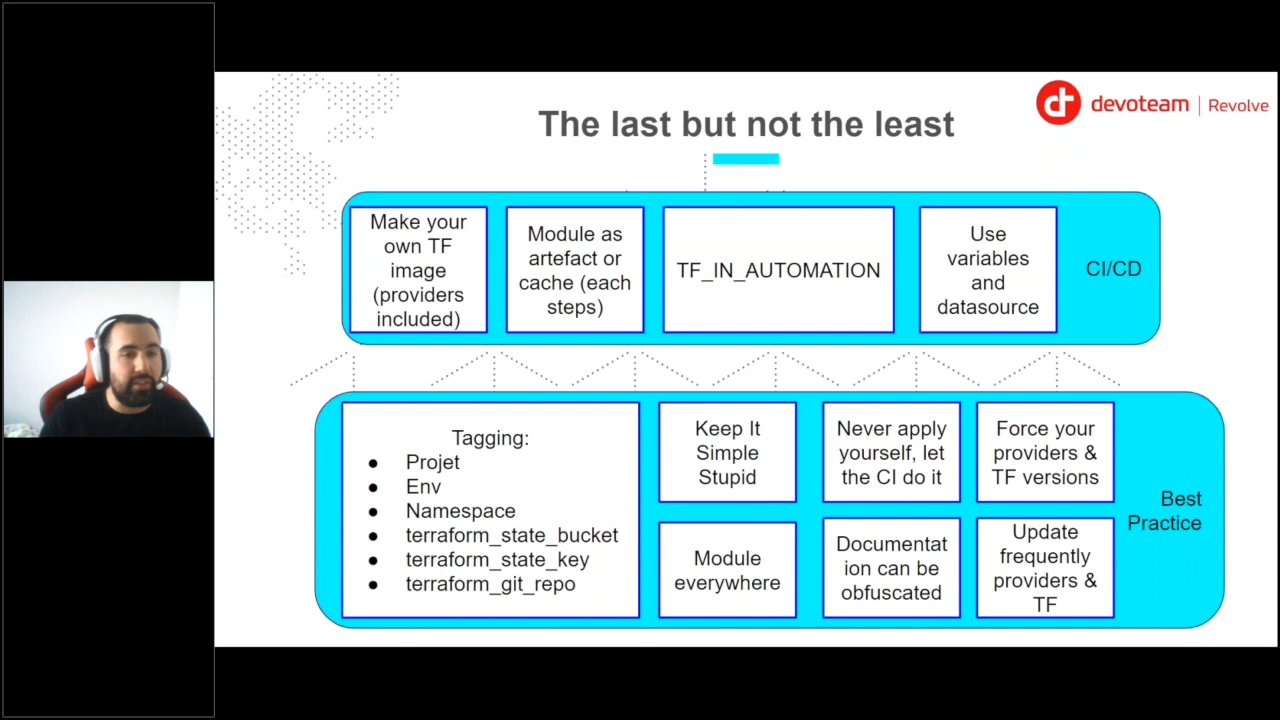 devoteam | Revolve
The last but not the least
Make your
own TF
image
(providers
included)
Module as
artefact or
cache (each
steps)
TF_IN_AUTOMATION
Use
variables
and
datasource
CI/CD
Tagging:
● Projet
● Env
● Namespace
● terraform_state_bucket
● terraform_state_key
● terraform_git_repo
Keep It
Simple
Stupid
Never apply
yourself, let
the CI do it
Force your
providers &
TF versions
Module
everywhere
Documentat
ion can be
obfuscated
Update
frequently
providers &
TF
Best
Practice